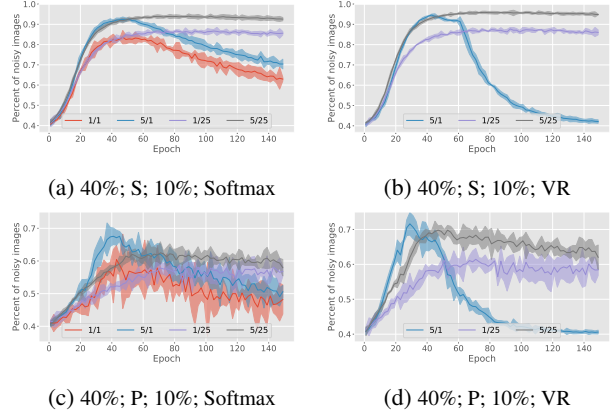 1.0
0.9
0.8
0.7
0.6
0.5
0.4
Percent of noisy images
0 20 40 60 80 100 120 140
Epoch
1/1 5/1 1/25 5/25
(a) 40%; S; 10%; Softmax
1.0
0.9
0.8
0.7
0.6
0.5
0.4
Percent of noisy images
0 20 40 60 80 100 120 140
Epoch
5/1 1/25 5/25
(b) 40%; S; 10%; VR
0.7
0.6
0.5
0.4
Percent of noisy images
0 20 40 60 80 100 120 140
Epoch
1/1 5/1 1/25 5/25
(c) 40%; P; 10%; Softmax
0.7
0.6
0.5
0.4
Percent of noisy images
0 20 40 60 80 100 120 140
Epoch
5/1 1/25 5/25
(d) 40%; P; 10%; VR